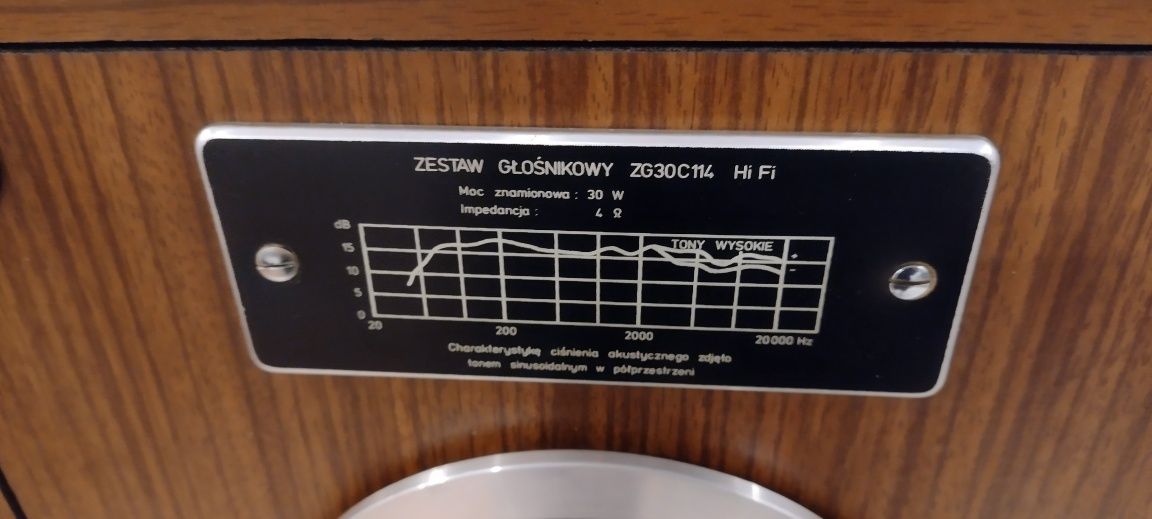 ZESTAW GŁOŚNIKOWY ZG30C114 Hi Fi
Moc znamionowa : 30 W
Impedancja : 4 Ω
dB
TONY WYSOKIE
15
+
10
-
5
0
20 200 2000 20000 Hz
Charakterystykę ciśnienia akustycznego zdjęto
tonem sinusoidalnym w półprzestrzeni